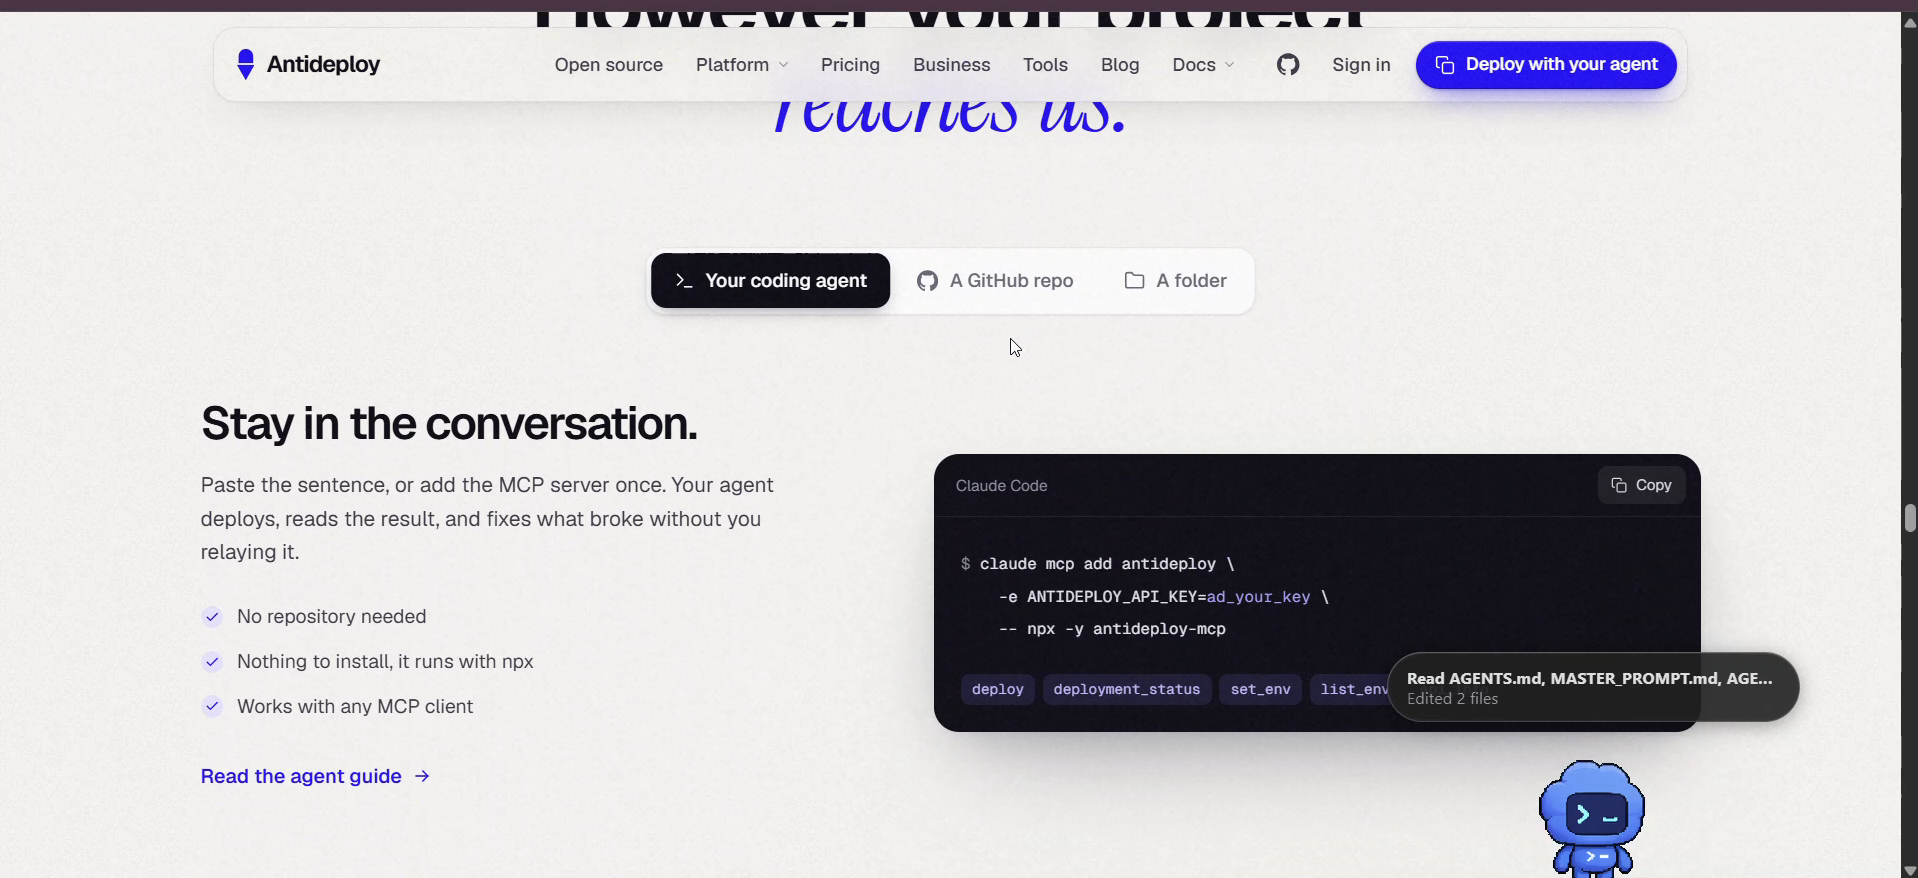 However your project
Antideploy
Open source
Platform
Pricing
Business
Tools
Blog
Docs
Sign in
Deploy with your agent
reaches us.
>_ Your coding agent
A GitHub repo
A folder
Stay in the conversation.
Paste the sentence, or add the MCP server once. Your agent
deploys, reads the result, and fixes what broke without you
relaying it.
No repository needed
Nothing to install, it runs with npx
Works with any MCP client
Read the agent guide →
Claude Code
Copy
$ claude mcp add antideploy \
-e ANTIDEPLOY_API_KEY=ad_your_key \
-- npx -y antideploy-mcp
deploy
deployment_status
set_env
list_env
Read AGENTS.md, MASTER_PROMPT.md, AGE...
Edited 2 files